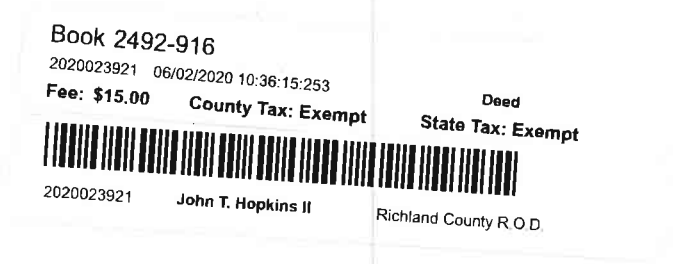 Book 2492-916
2020023921 06/02/2020 10:36:15:253 Deed
Fee: $15.00 County Tax: Exempt State Tax: Exempt
2020023921 John T. Hopkins II Richland County R.O.D.